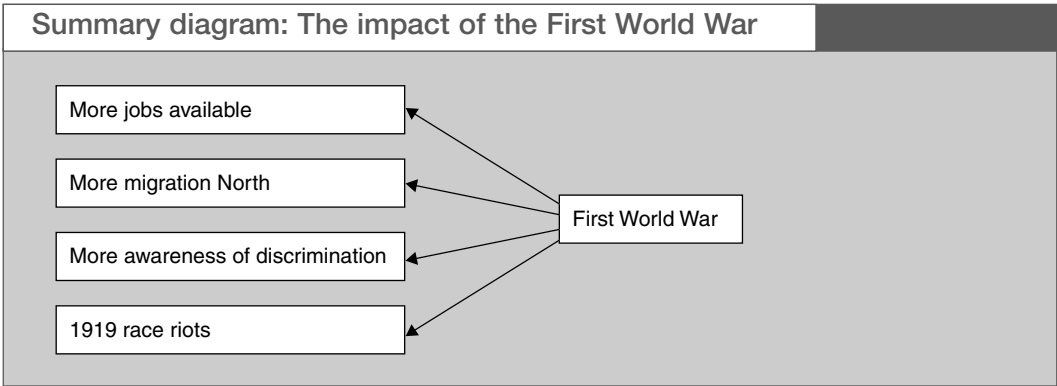 Summary diagram: The impact of the First World War
More jobs available
More migration North
First World War
More awareness of discrimination
1919 race riots